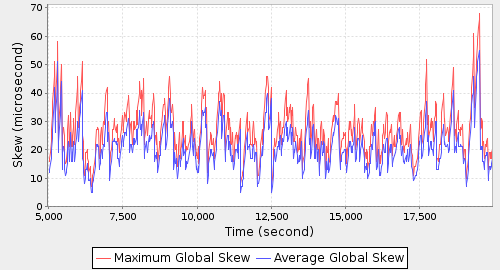 70
60
50
40
30
20
10
0
Skew (microsecond)
5,000 7,500 10,000 12,500 15,000 17,500
Time (second)
Maximum Global Skew Average Global Skew